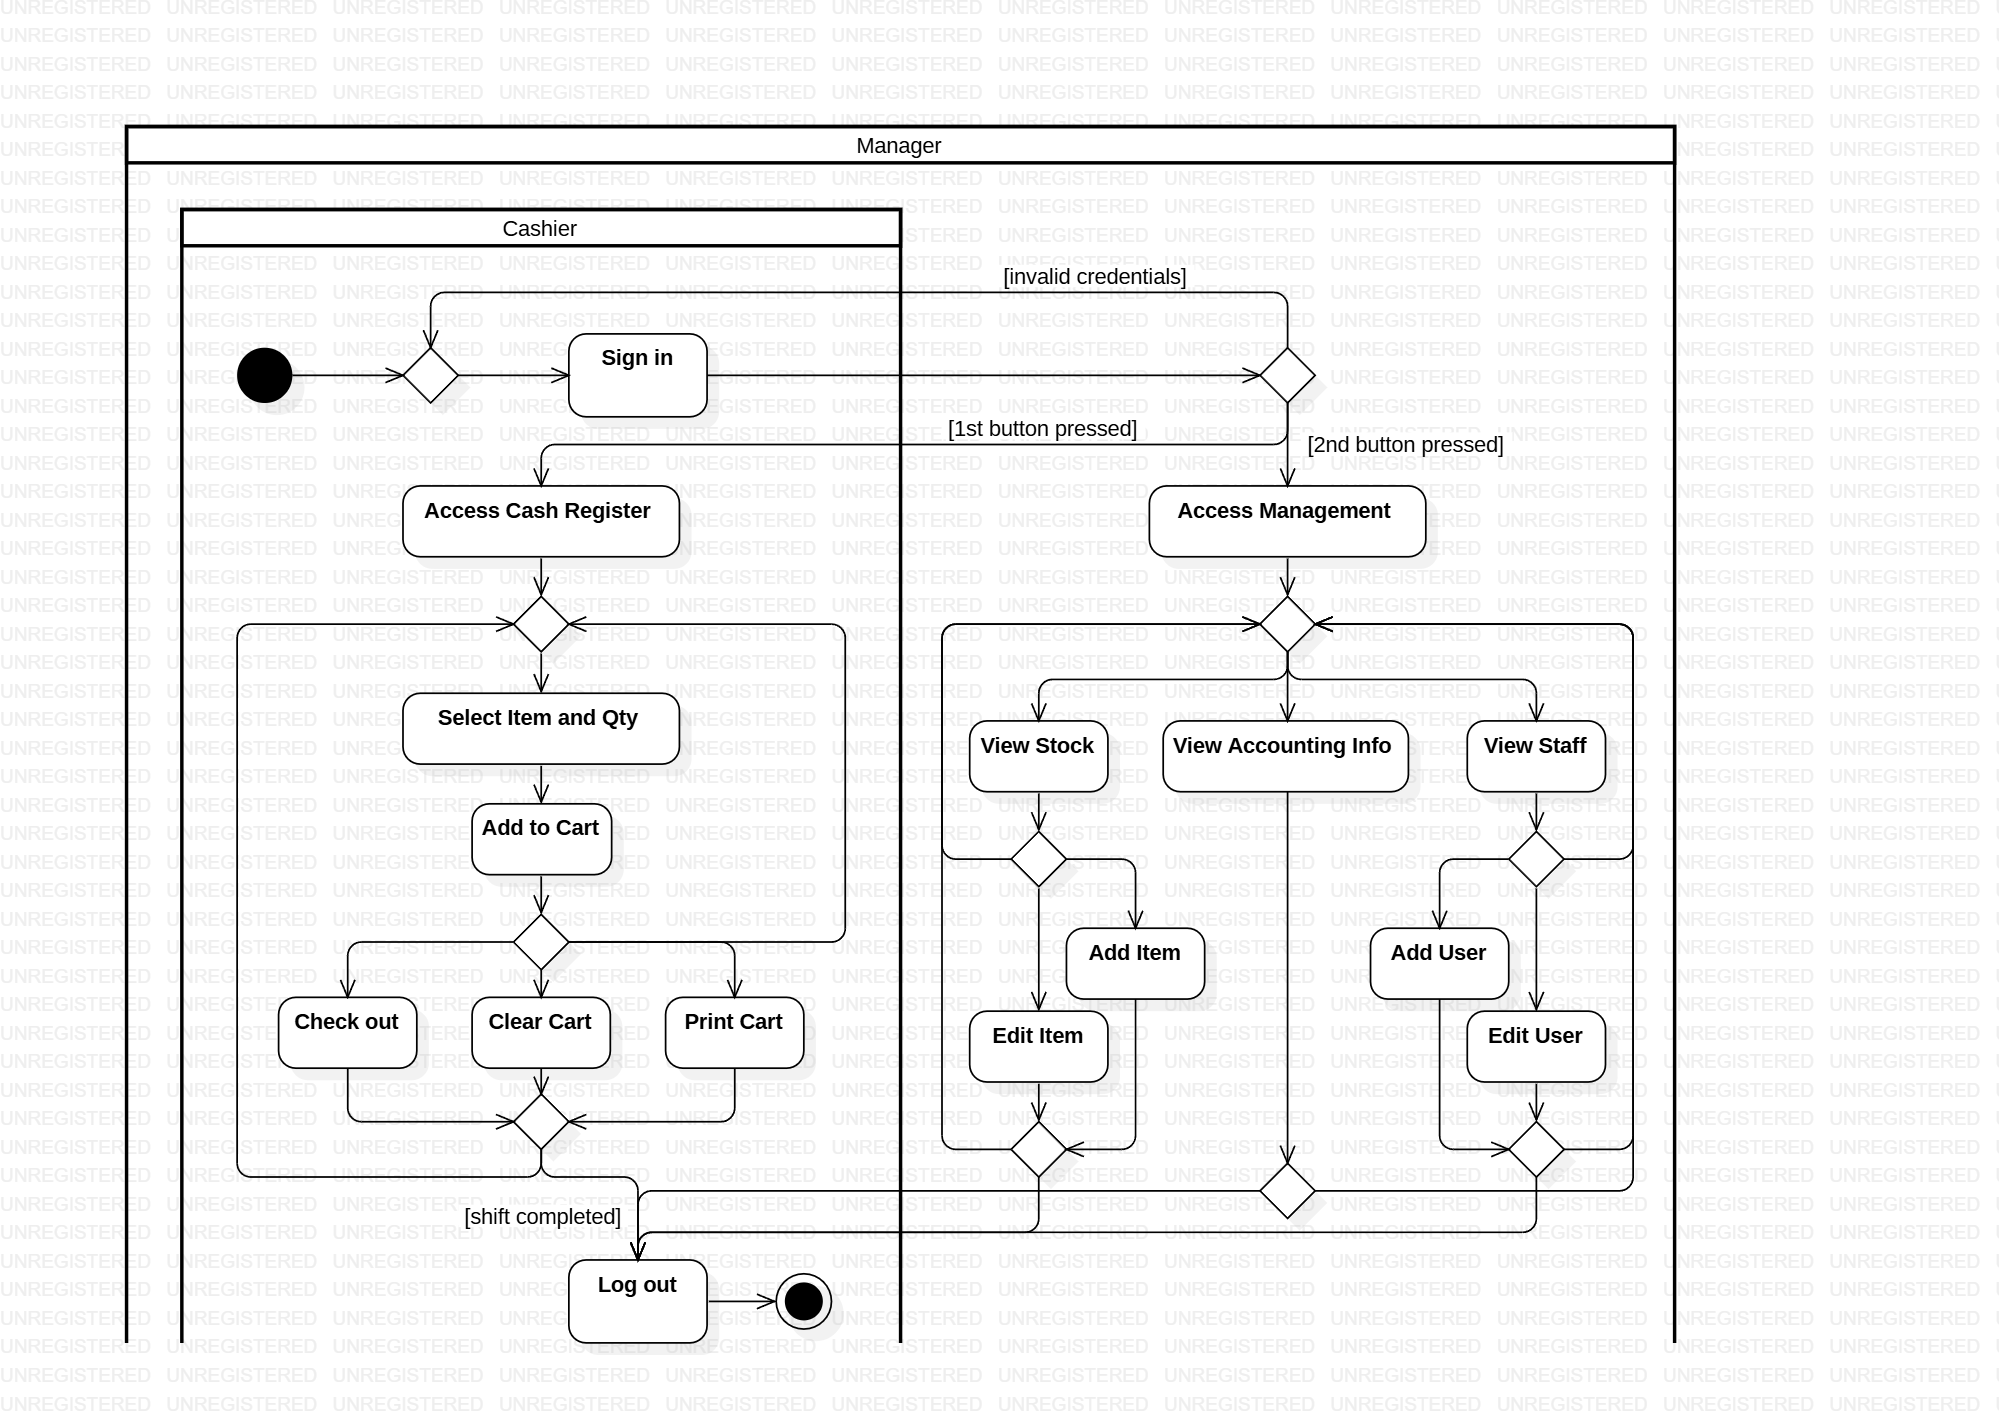 Manager
Cashier
[invalid credentials]
Sign in
[1st button pressed]
[2nd button pressed]
Access Cash Register
Access Management
Select Item and Qty
View Stock
View Accounting Info
View Staff
Add to Cart
Add Item
Add User
Check out
Clear Cart
Print Cart
Edit Item
Edit User
[shift completed]
Log out
UNREGISTERED